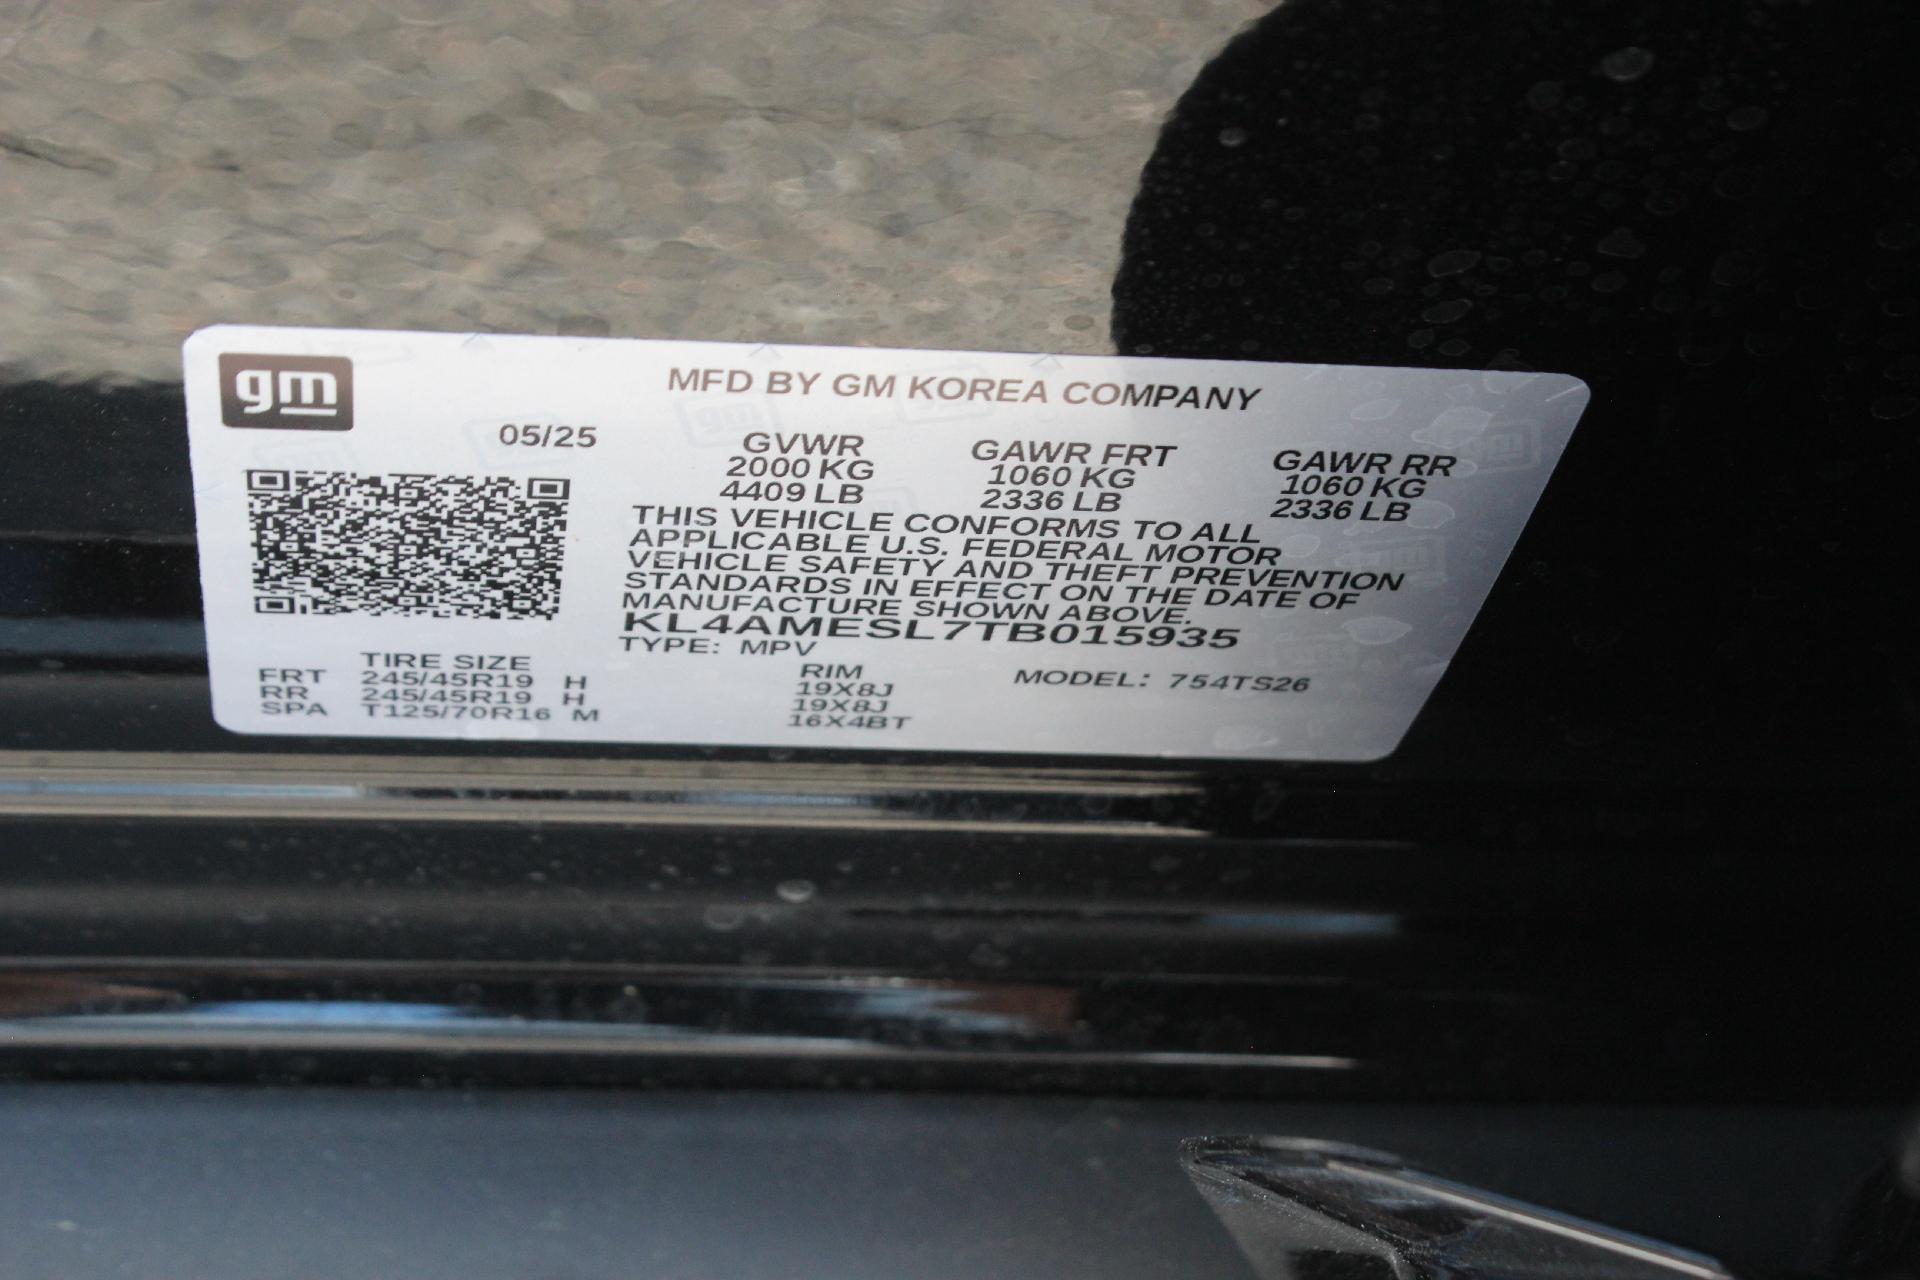 gm
MFD BY GM KOREA COMPANY
05/25
GVWR GAWR FRT GAWR RR
2000 KG 1060 KG 1060 KG
4409 LB 2336 LB 2336 LB
THIS VEHICLE CONFORMS TO ALL
APPLICABLE U.S. FEDERAL MOTOR
VEHICLE SAFETY AND THEFT PREVENTION
STANDARDS IN EFFECT ON THE DATE OF
MANUFACTURE SHOWN ABOVE.
KL4AMESL7TB015935
TYPE: MPV
TIRE SIZE RIM MODEL: 754TS26
FRT 245/45R19 H 19X8J
RR 245/45R19 H 19X8J
SPA T125/70R16 M 16X4BT